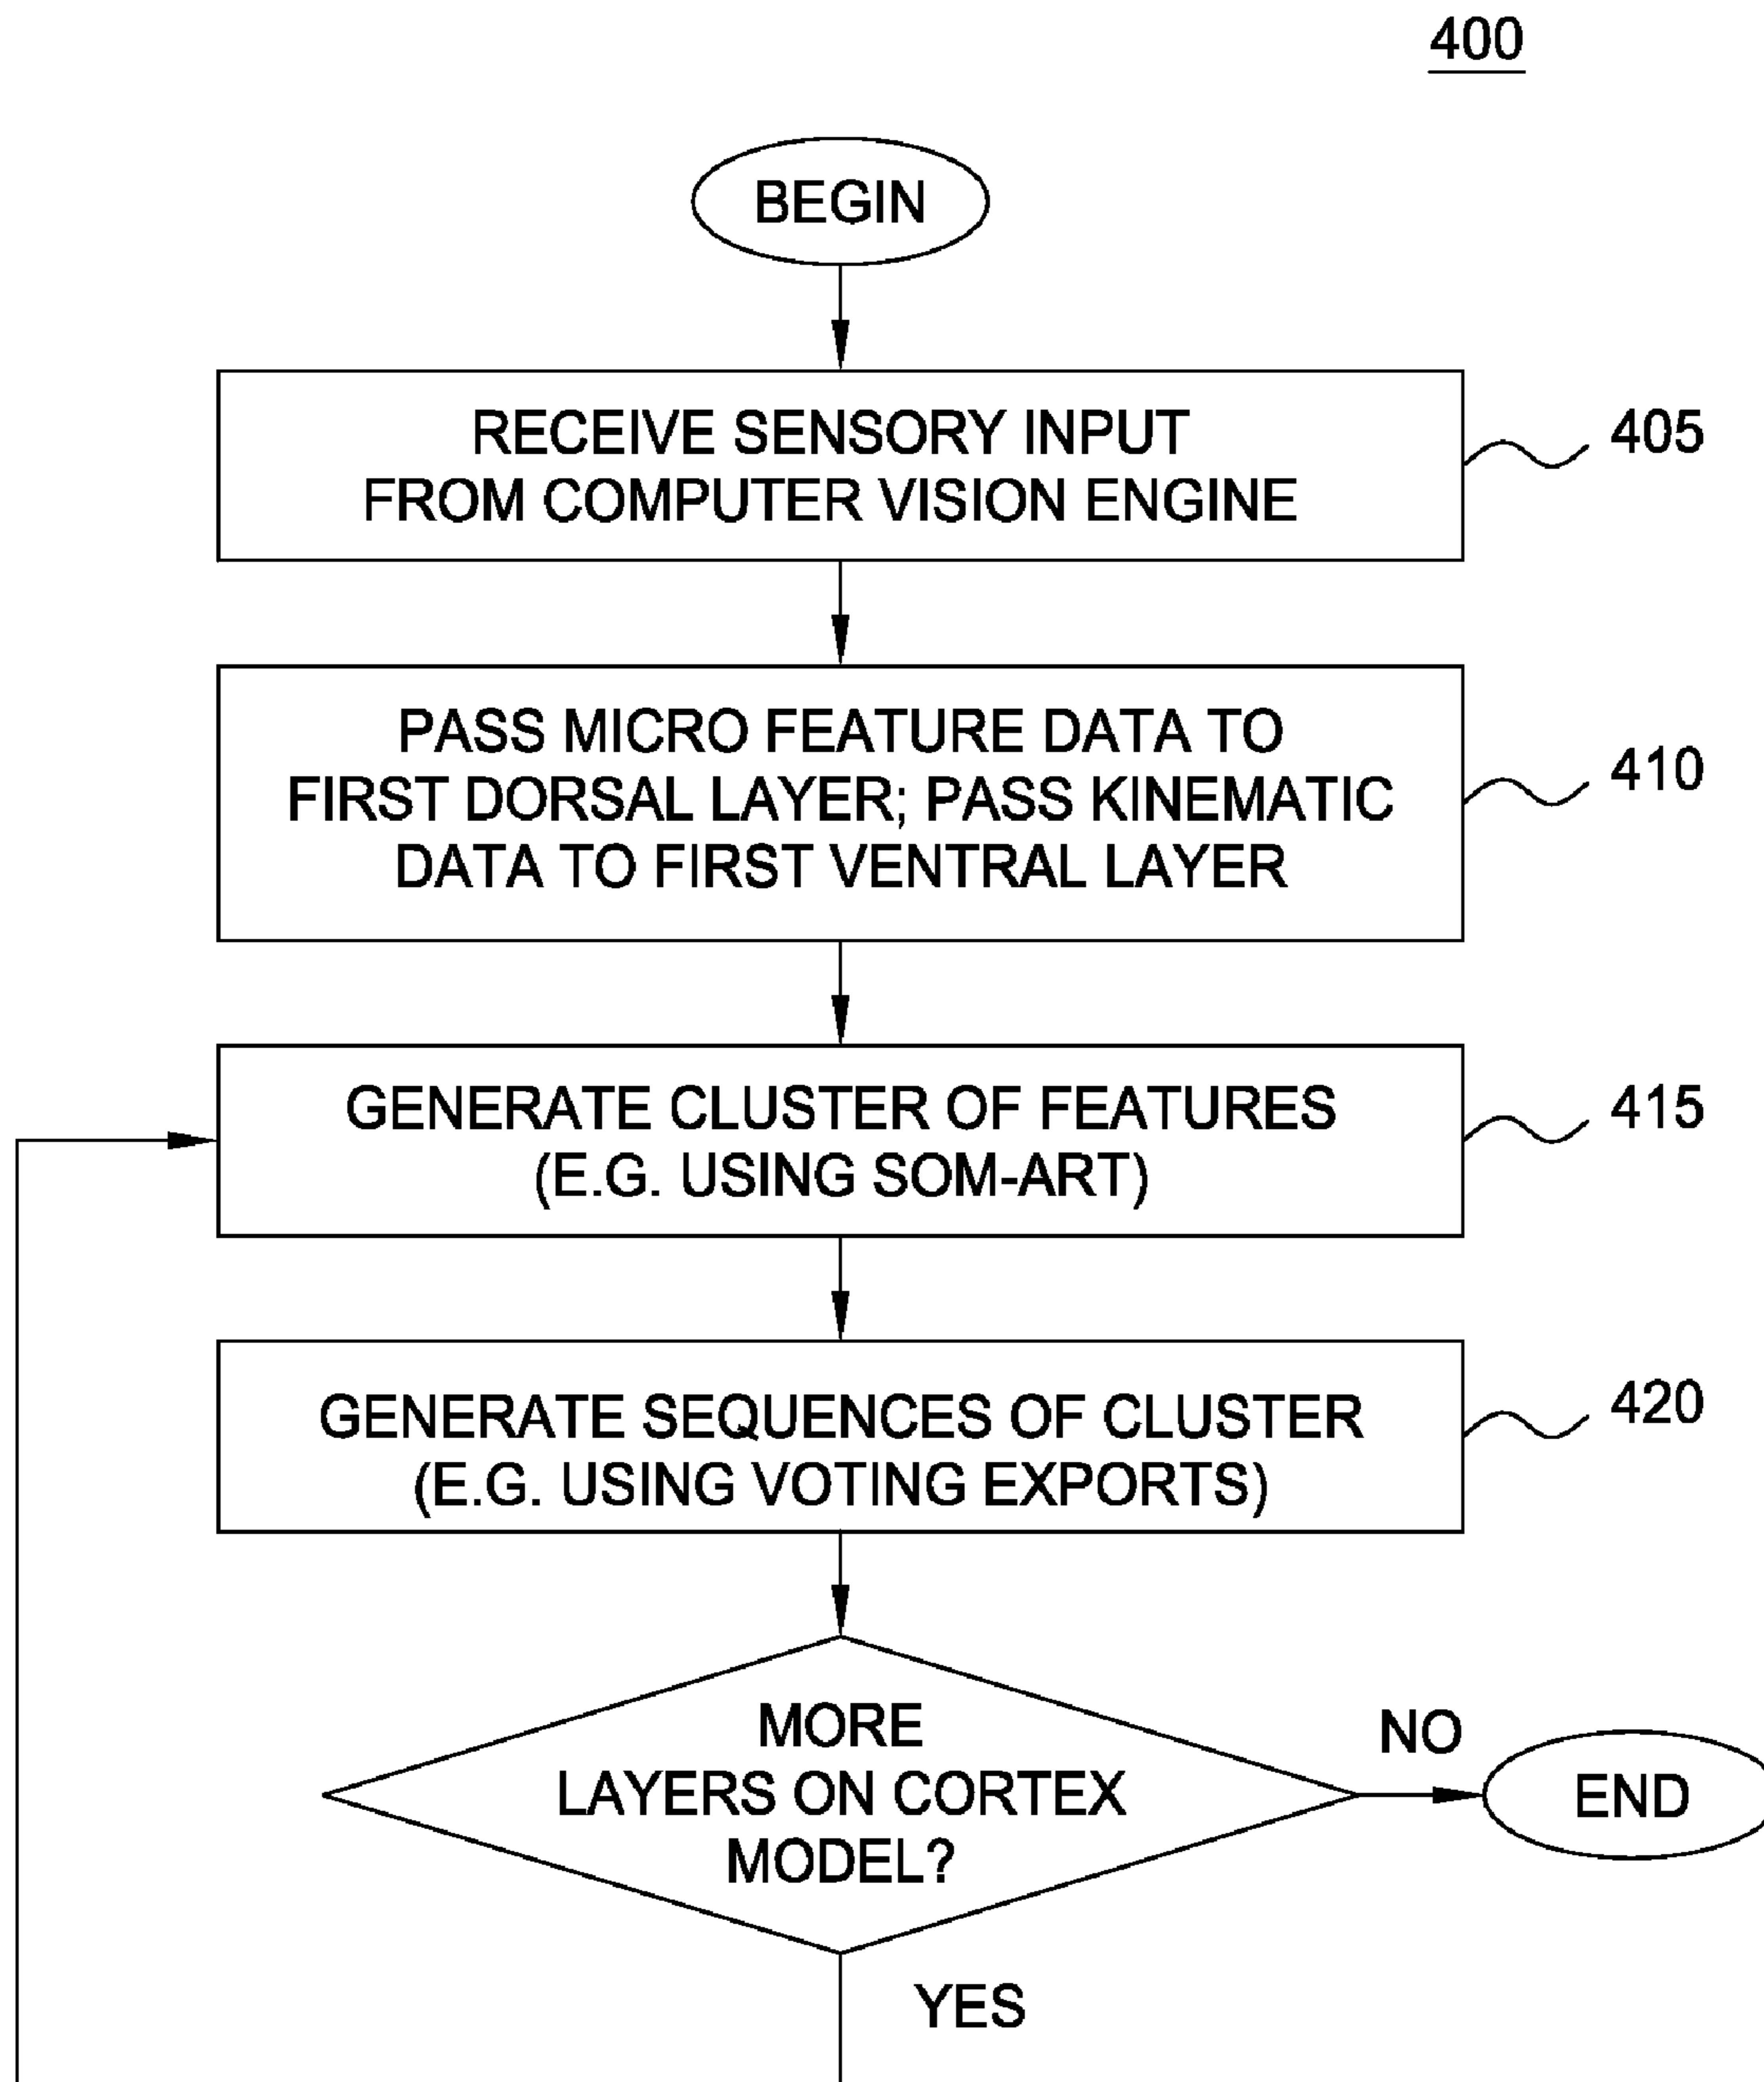 400
BEGIN
RECEIVE SENSORY INPUT
FROM COMPUTER VISION ENGINE
405
PASS MICRO FEATURE DATA TO
FIRST DORSAL LAYER; PASS KINEMATIC
DATA TO FIRST VENTRAL LAYER
410
GENERATE CLUSTER OF FEATURES
(E.G. USING SOM-ART)
415
GENERATE SEQUENCES OF CLUSTER
(E.G. USING VOTING EXPORTS)
420
MORE
LAYERS ON CORTEX
MODEL?
NO
END
YES